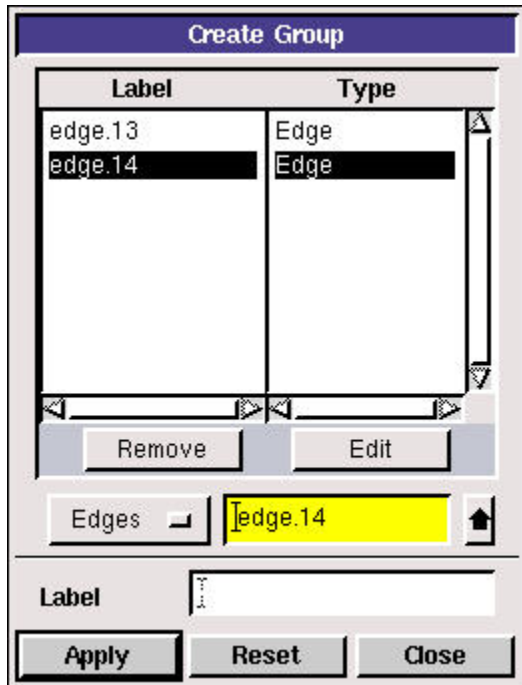 Create Group
Label Type
edge.13 Edge
edge.14 Edge
Remove Edit
Edges edge.14
Label
Apply Reset Close